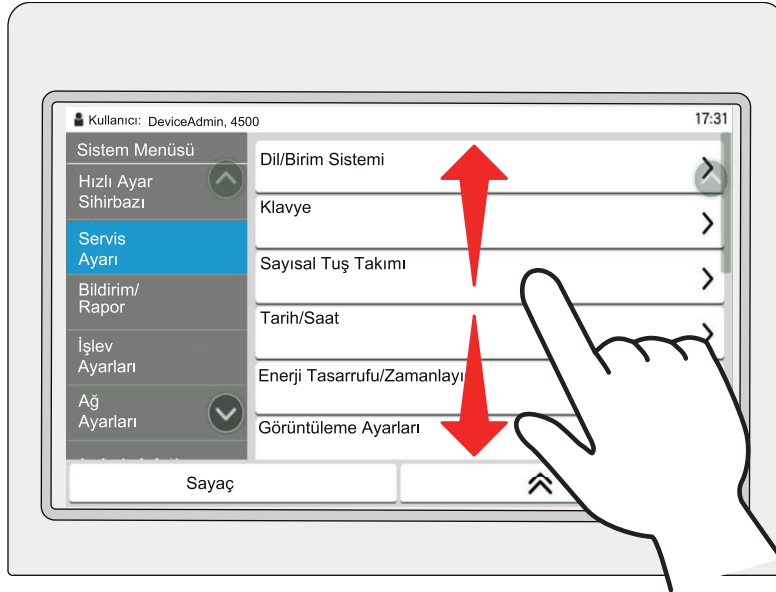 Kullanıcı: DeviceAdmin, 4500
17:31
Sistem Menüsü
Hızlı Ayar
Sihirbazı
Servis
Ayarı
Bildirim/
Rapor
İşlev
Ayarları
Ağ
Ayarları
Dil/Birim Sistemi
Klavye
Sayısal Tuş Takımı
Tarih/Saat
Enerji Tasarrufu/Zamanlayı
Görüntüleme Ayarları
Sayaç